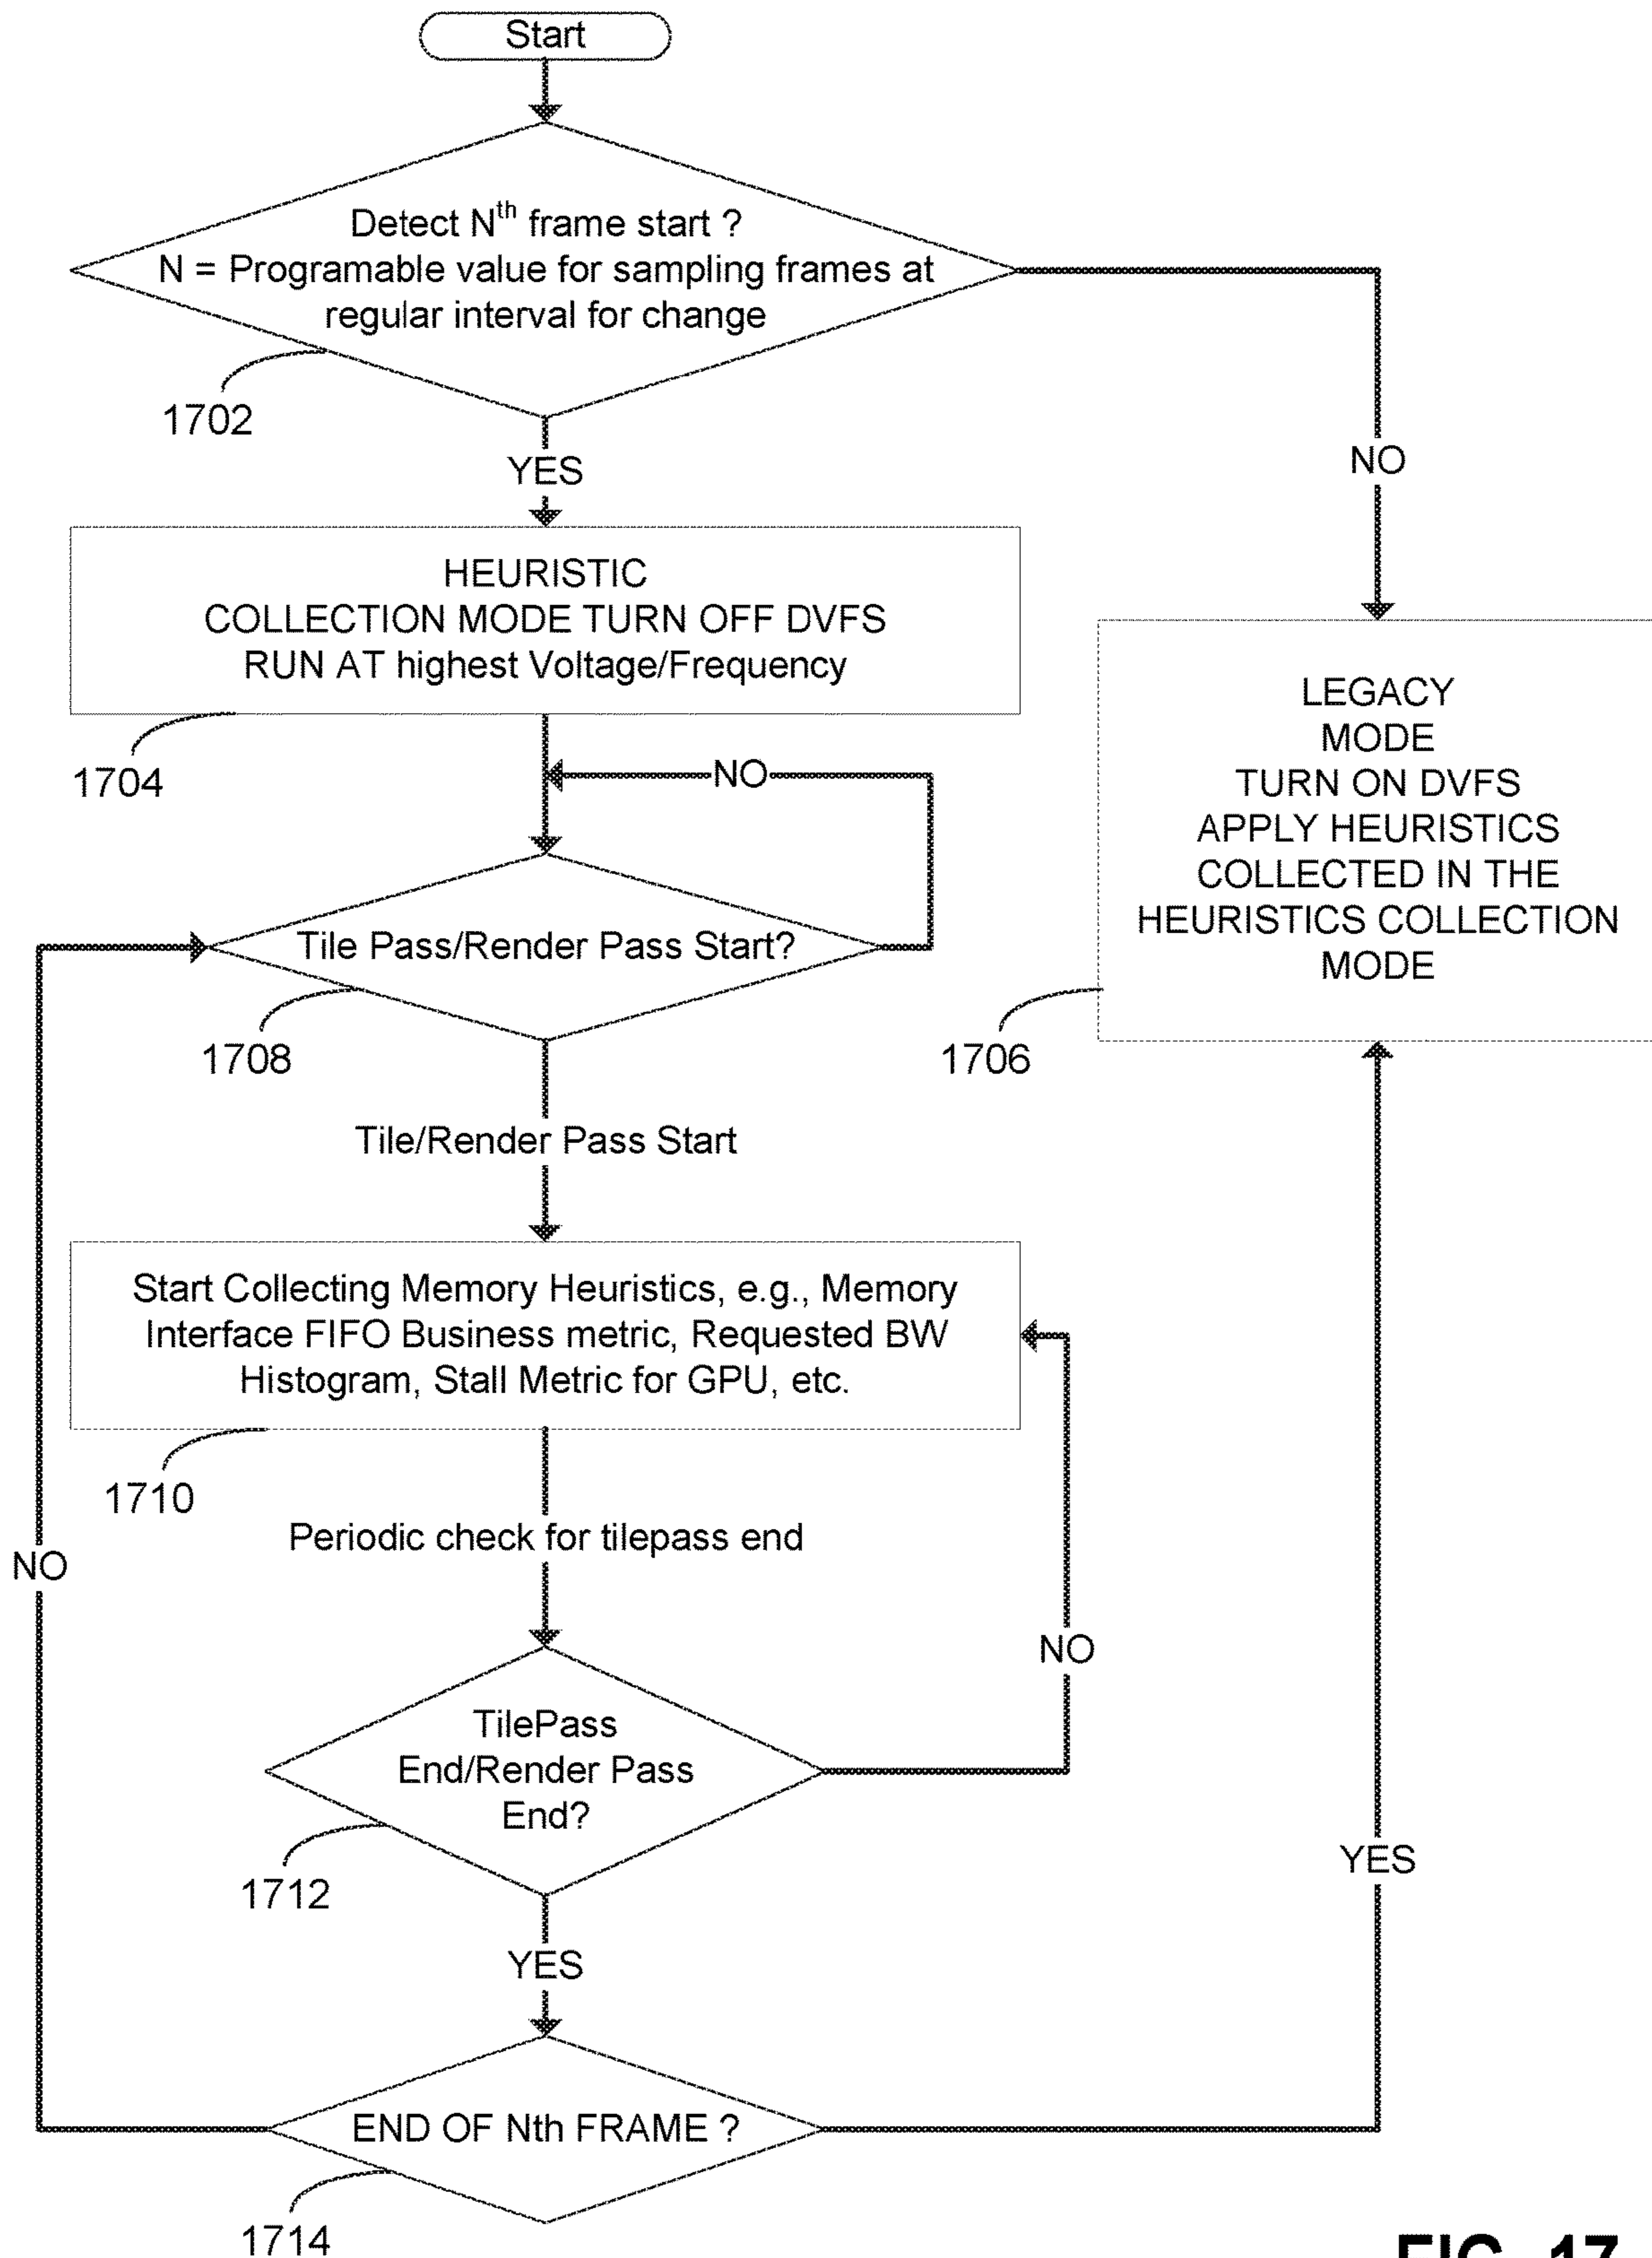 Start
Detect Nth frame start ?
N = Programable value for sampling frames at
regular interval for change
1702
NO
YES
HEURISTIC
COLLECTION MODE TURN OFF DVFS
RUN AT highest Voltage/Frequency
1704
LEGACY
MODE
TURN ON DVFS
APPLY HEURISTICS
COLLECTED IN THE
HEURISTICS COLLECTION
MODE
1706
NO
Tile Pass/Render Pass Start?
1708
Tile/Render Pass Start
Start Collecting Memory Heuristics, e.g., Memory
Interface FIFO Business metric, Requested BW
Histogram, Stall Metric for GPU, etc.
1710
Periodic check for tilepass end
NO
NO
TilePass
End/Render Pass
End?
1712
YES
YES
END OF Nth FRAME ?
1714
FIG. 17